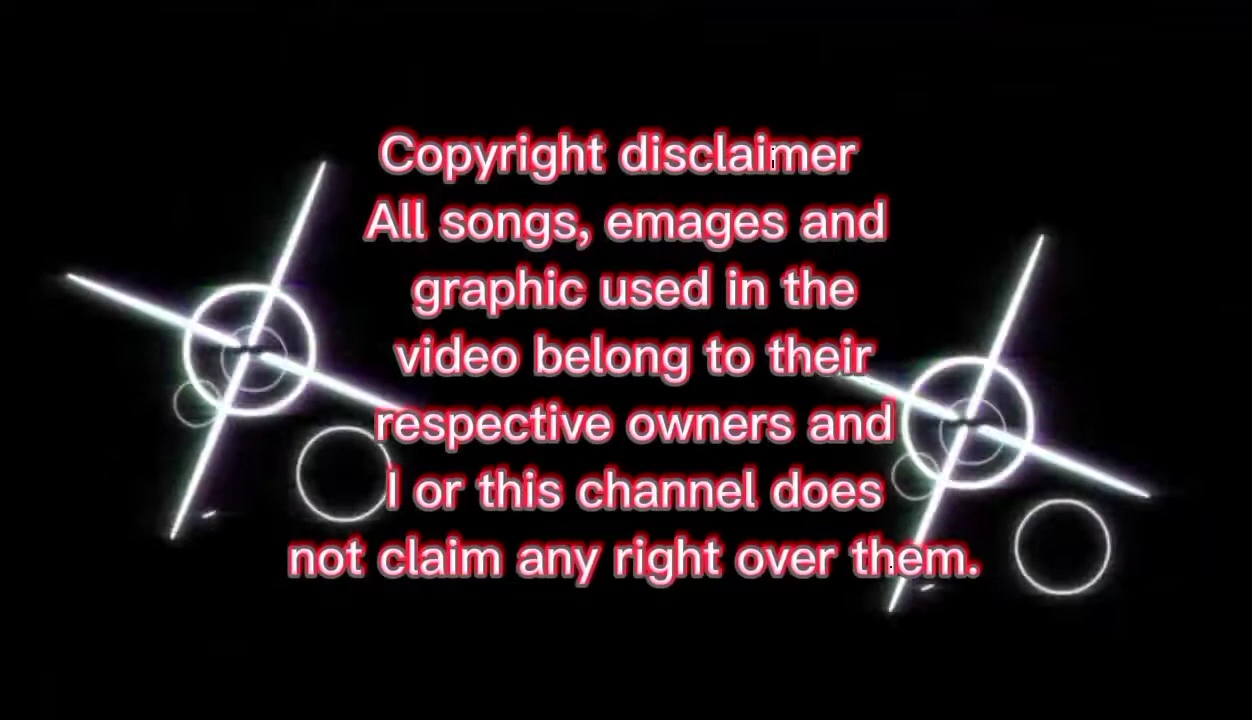 Copyright disclaimer
All songs, emages and
graphic used in the
video belong to their
respective owners and
I or this channel does
not claim any right over them.